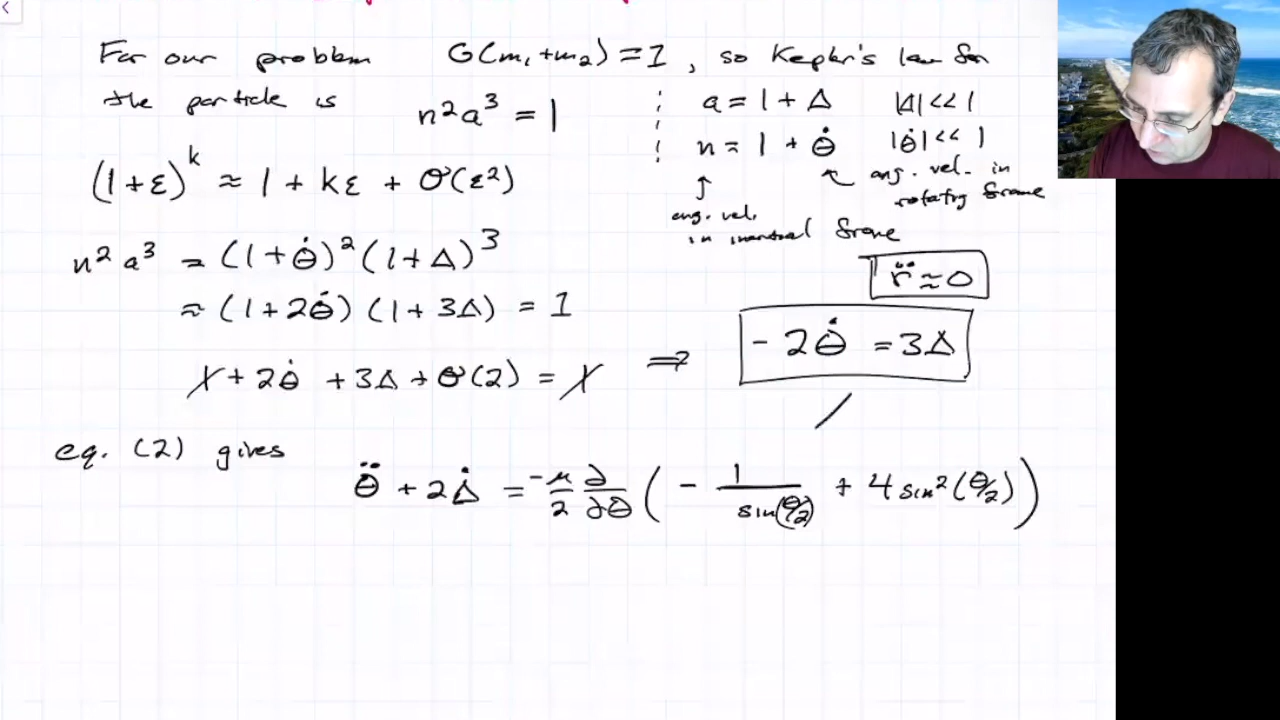 For our problem G(m₁+m₂) = 1, so Kepler's law for
the particle is n²a³ = 1
a = 1 + Δ |Δ| << 1
n = 1 + θ̇ |θ̇| << 1
ang. vel. in inertial frame
ang. vel. in rotating frame
(1+ε)ᵏ ≈ 1 + kε + O(ε²)
n² a³ = (1+θ̇)² (1+Δ)³
≈ (1+2θ̇) (1+3Δ) = 1
r̈ ≈ 0
1 + 2θ̇ + 3Δ + O(2) = 1 ⇒ -2θ̇ = 3Δ
eq. (2) gives
θ̈ + 2Δ̇ = -μ/2 ∂/∂θ ( - 1/sin(θ/2) + 4 sin²(θ/2) )